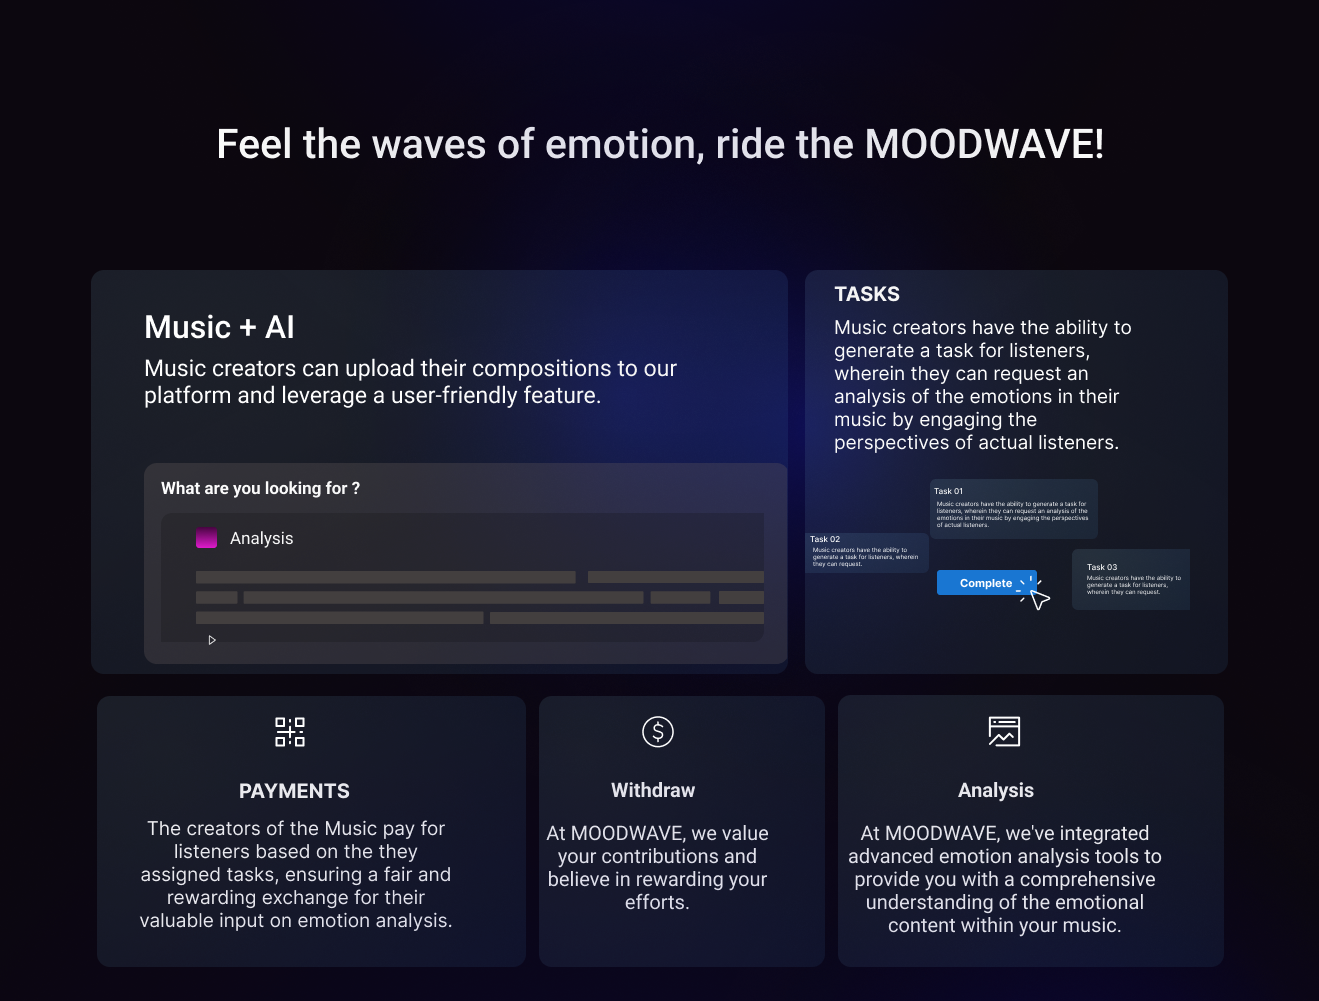 Feel the waves of emotion, ride the MOODWAVE!
Music + AI
Music creators can upload their compositions to our
platform and leverage a user-friendly feature.
What are you looking for ?
Analysis
TASKS
Music creators have the ability to
generate a task for listeners,
wherein they can request an
analysis of the emotions in their
music by engaging the
perspectives of actual listeners.
Task 01
Music creators have the ability to generate a task for
listeners, wherein they can request an analysis of the
emotions in their music by engaging the perspectives
of actual listeners.
Task 02
Music creators have the ability to
generate a task for listeners, wherein
they can request.
Complete
Task 03
Music creators have the ability to
generate a task for listeners,
wherein they can request.
PAYMENTS
The creators of the Music pay for
listeners based on the they
assigned tasks, ensuring a fair and
rewarding exchange for their
valuable input on emotion analysis.
Withdraw
At MOODWAVE, we value
your contributions and
believe in rewarding your
efforts.
Analysis
At MOODWAVE, we've integrated
advanced emotion analysis tools to
provide you with a comprehensive
understanding of the emotional
content within your music.